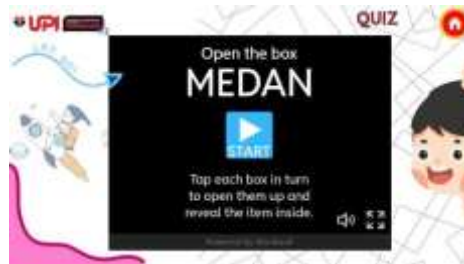 UPI
QUIZ
Open the box
MEDAN
START
Tap each box in turn
to open them up and
reveal the item inside.